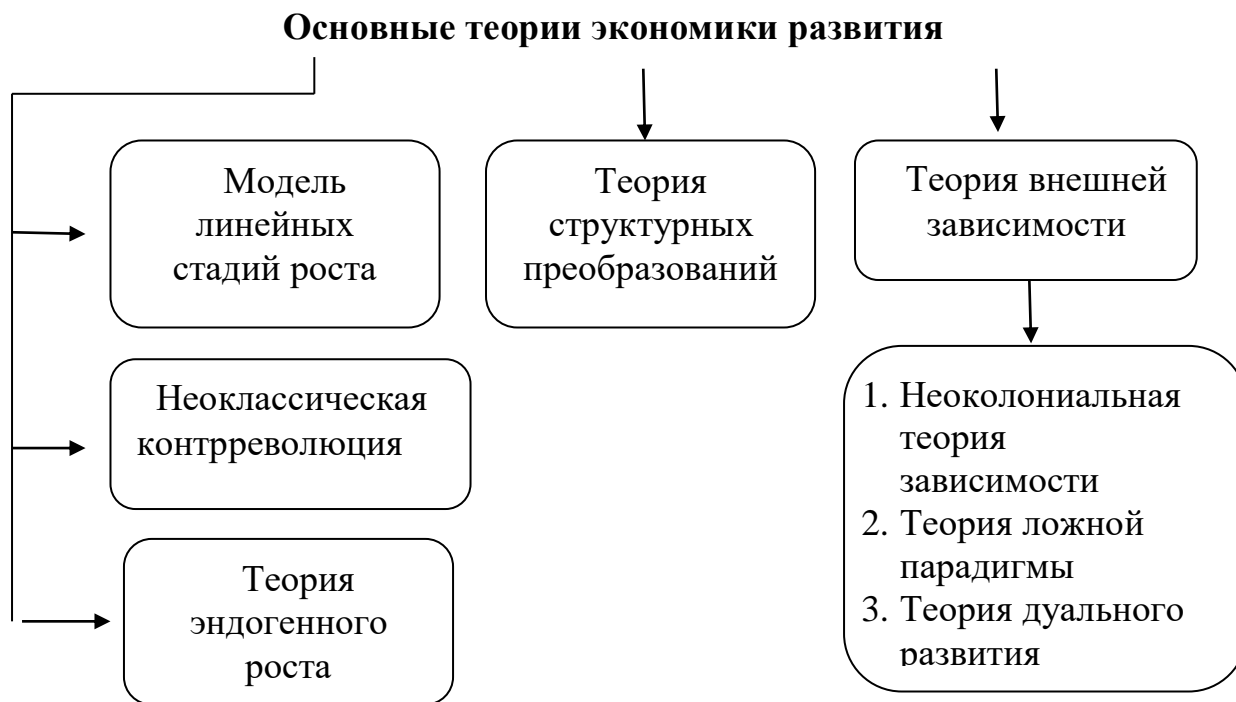 Основные теории экономики развития
Модель
линейных
стадий роста
Теория
структурных
преобразований
Теория внешней
зависимости
Неоклассическая
контрреволюция
1. Неоколониальная
теория
зависимости
2. Теория ложной
парадигмы
3. Теория дуального
развития
Теория
эндогенного
роста